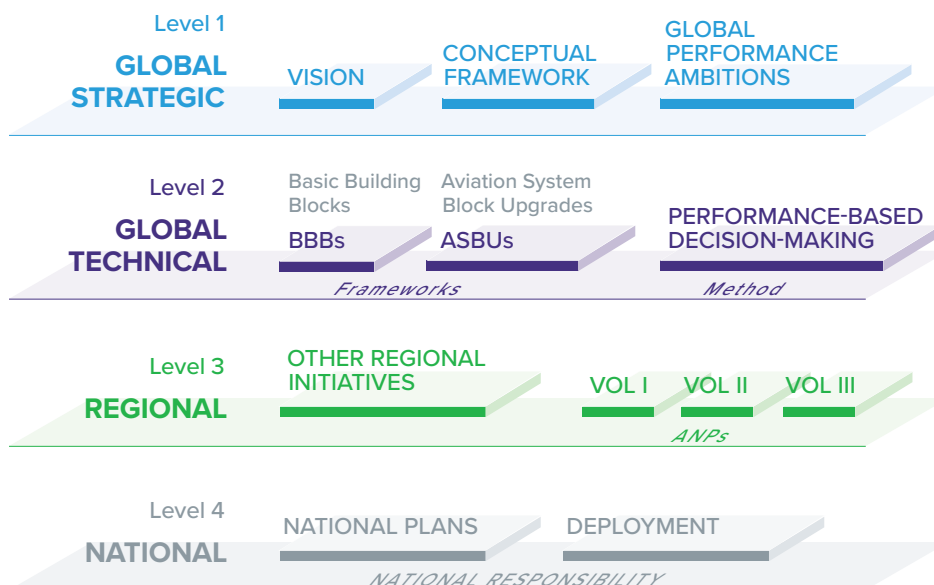 Level 1
GLOBAL
STRATEGIC
VISION
CONCEPTUAL
FRAMEWORK
GLOBAL
PERFORMANCE
AMBITIONS
Level 2
GLOBAL
TECHNICAL
Basic Building
Blocks
BBBs
Aviation System
Block Upgrades
ASBUs
Frameworks
PERFORMANCE-BASED
DECISION-MAKING
Method
Level 3
REGIONAL
OTHER REGIONAL
INITIATIVES
VOL I
VOL II
VOL III
ANPs
Level 4
NATIONAL
NATIONAL PLANS
DEPLOYMENT
NATIONAL RESPONSIBILITY